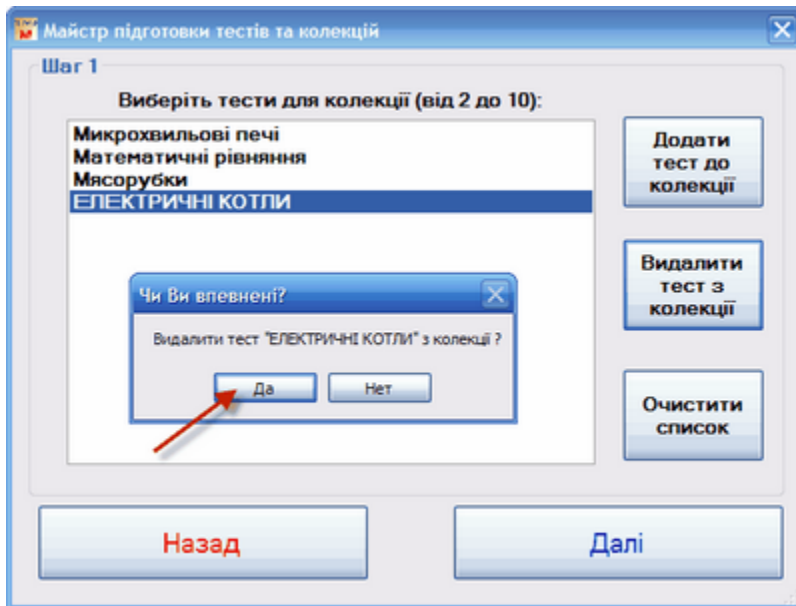 Майстр підготовки тестів та колекцій
Шаг 1
Виберіть тести для колекції (від 2 до 10):
Микрохвильові печі
Математичні рівняння
Мясорубки
ЕЛЕКТРИЧНІ КОТЛИ
Додати
тест до
колекції
Видалити
тест з
колекції
Очистити
список
Чи Ви впевнені?
Видалити тест "ЕЛЕКТРИЧНІ КОТЛИ" з колекції ?
Да
Нет
Назад
Далі